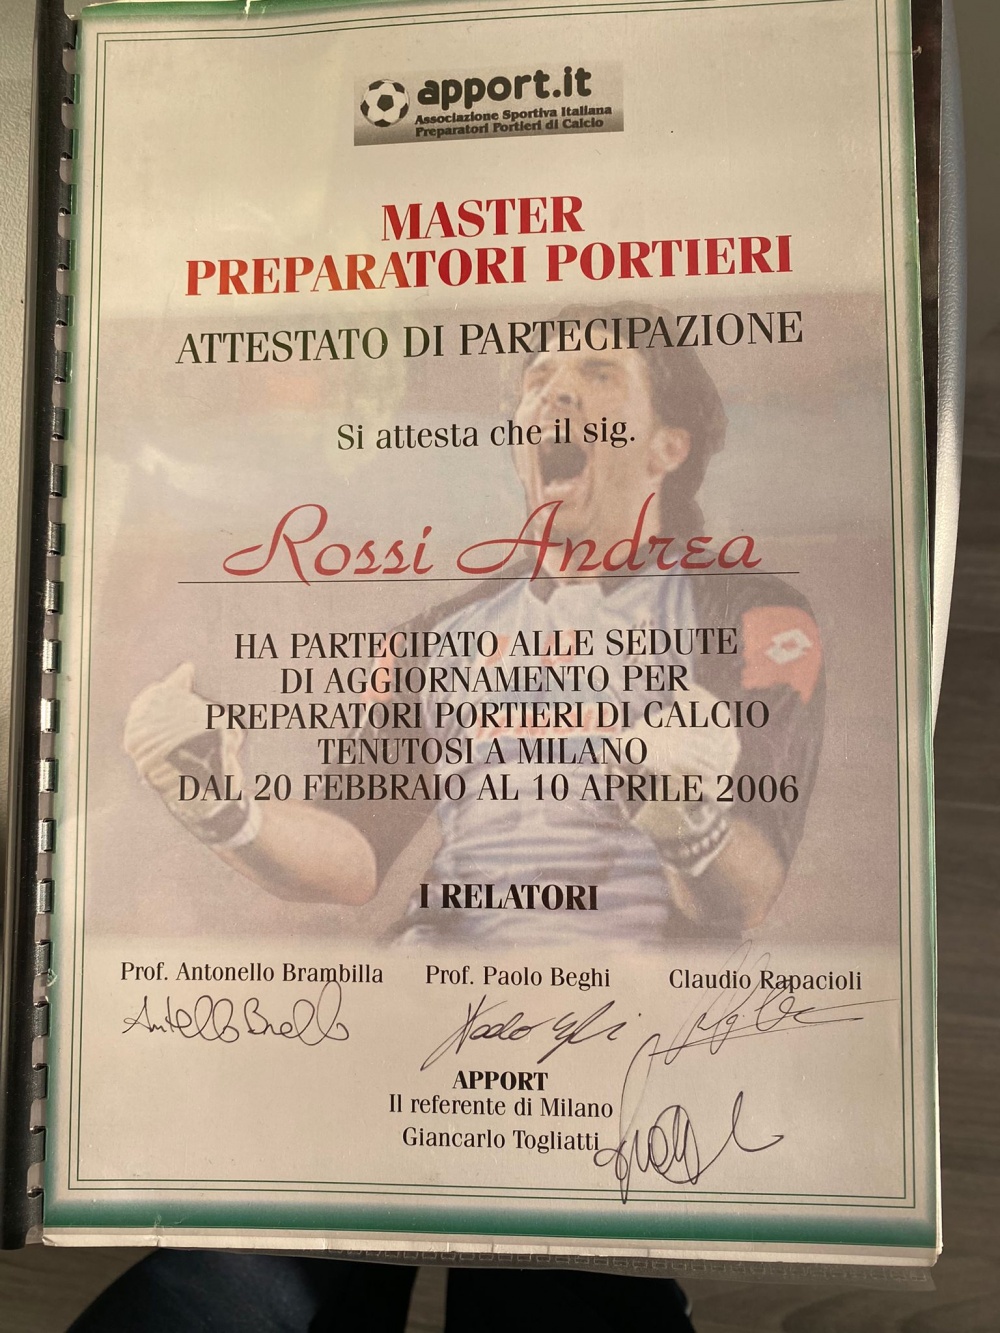 apport.it
Associazione Sportiva Italiana
Preparatori Portieri di Calcio
MASTER
PREPARATORI PORTIERI
ATTESTATO DI PARTECIPAZIONE
Si attesta che il sig.
Rossi Andrea
HA PARTECIPATO ALLE SEDUTE
DI AGGIORNAMENTO PER
PREPARATORI PORTIERI DI CALCIO
TENUTOSI A MILANO
DAL 20 FEBBRAIO AL 10 APRILE 2006
I RELATORI
Prof. Antonello Brambilla Prof. Paolo Beghi Claudio Rapacioli
APPORT
Il referente di Milano
Giancarlo Togliatti